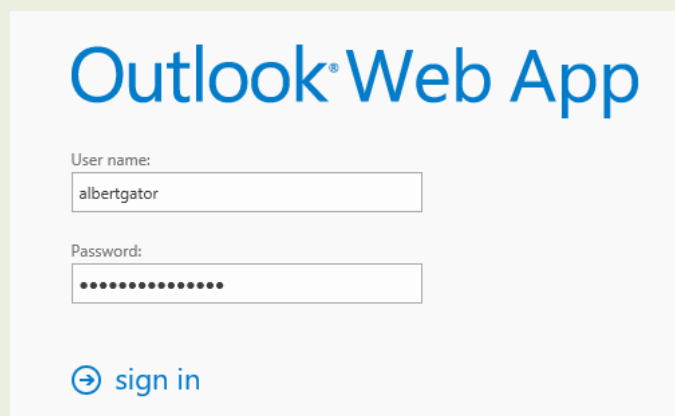 Outlook® Web App
User name:
albertgator
Password:
•••••••••••••••
sign in